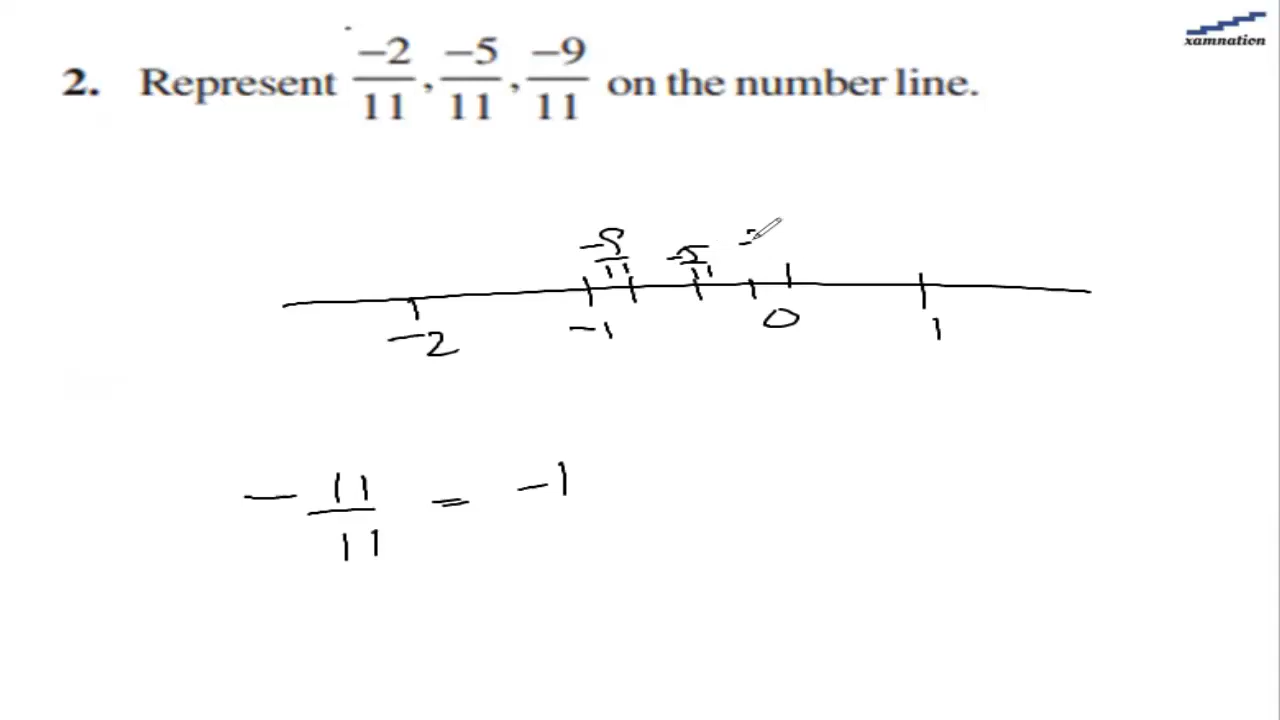 xamnation
2. Represent -2/11, -5/11, -9/11 on the number line.
-9/11 -5/11 -
-2 -1 0 1
- 11/11 = -1